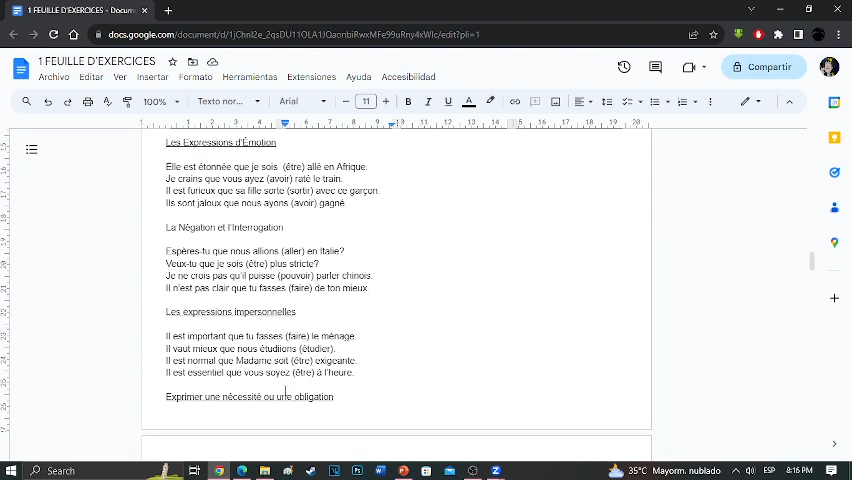 1 FEUILLE D'EXERCICES - Docum
docs.google.com/document/d/1jChnI2e_2qsDU11OLA1JQaonbiRwxMFe99uRny4xWlc/edit?pli=1
1 FEUILLE D'EXERCICES
Archivo Editar Ver Insertar Formato Herramientas Extensiones Ayuda Accesibilidad
Compartir
100% Texto nor... Arial 11
Les Expressions d'Émotion
Elle est étonnée que je sois (être) allé en Afrique.
Je crains que vous ayez (avoir) raté le train.
Il est furieux que sa fille sorte (sortir) avec ce garçon.
Ils sont jaloux que nous ayons (avoir) gagné.
La Négation et l'Interrogation
Espères-tu que nous allions (aller) en Italie?
Veux-tu que je sois (être) plus stricte?
Je ne crois pas qu'il puisse (pouvoir) parler chinois.
Il n'est pas clair que tu fasses (faire) de ton mieux.
Les expressions impersonnelles
Il est important que tu fasses (faire) le ménage.
Il vaut mieux que nous étudiions (étudier).
Il est normal que Madame soit (être) exigeante.
Il est essentiel que vous soyez (être) à l'heure.
Exprimer une nécessité ou une obligation
Search
35°C Mayorm. nublado ESP 8:16 PM